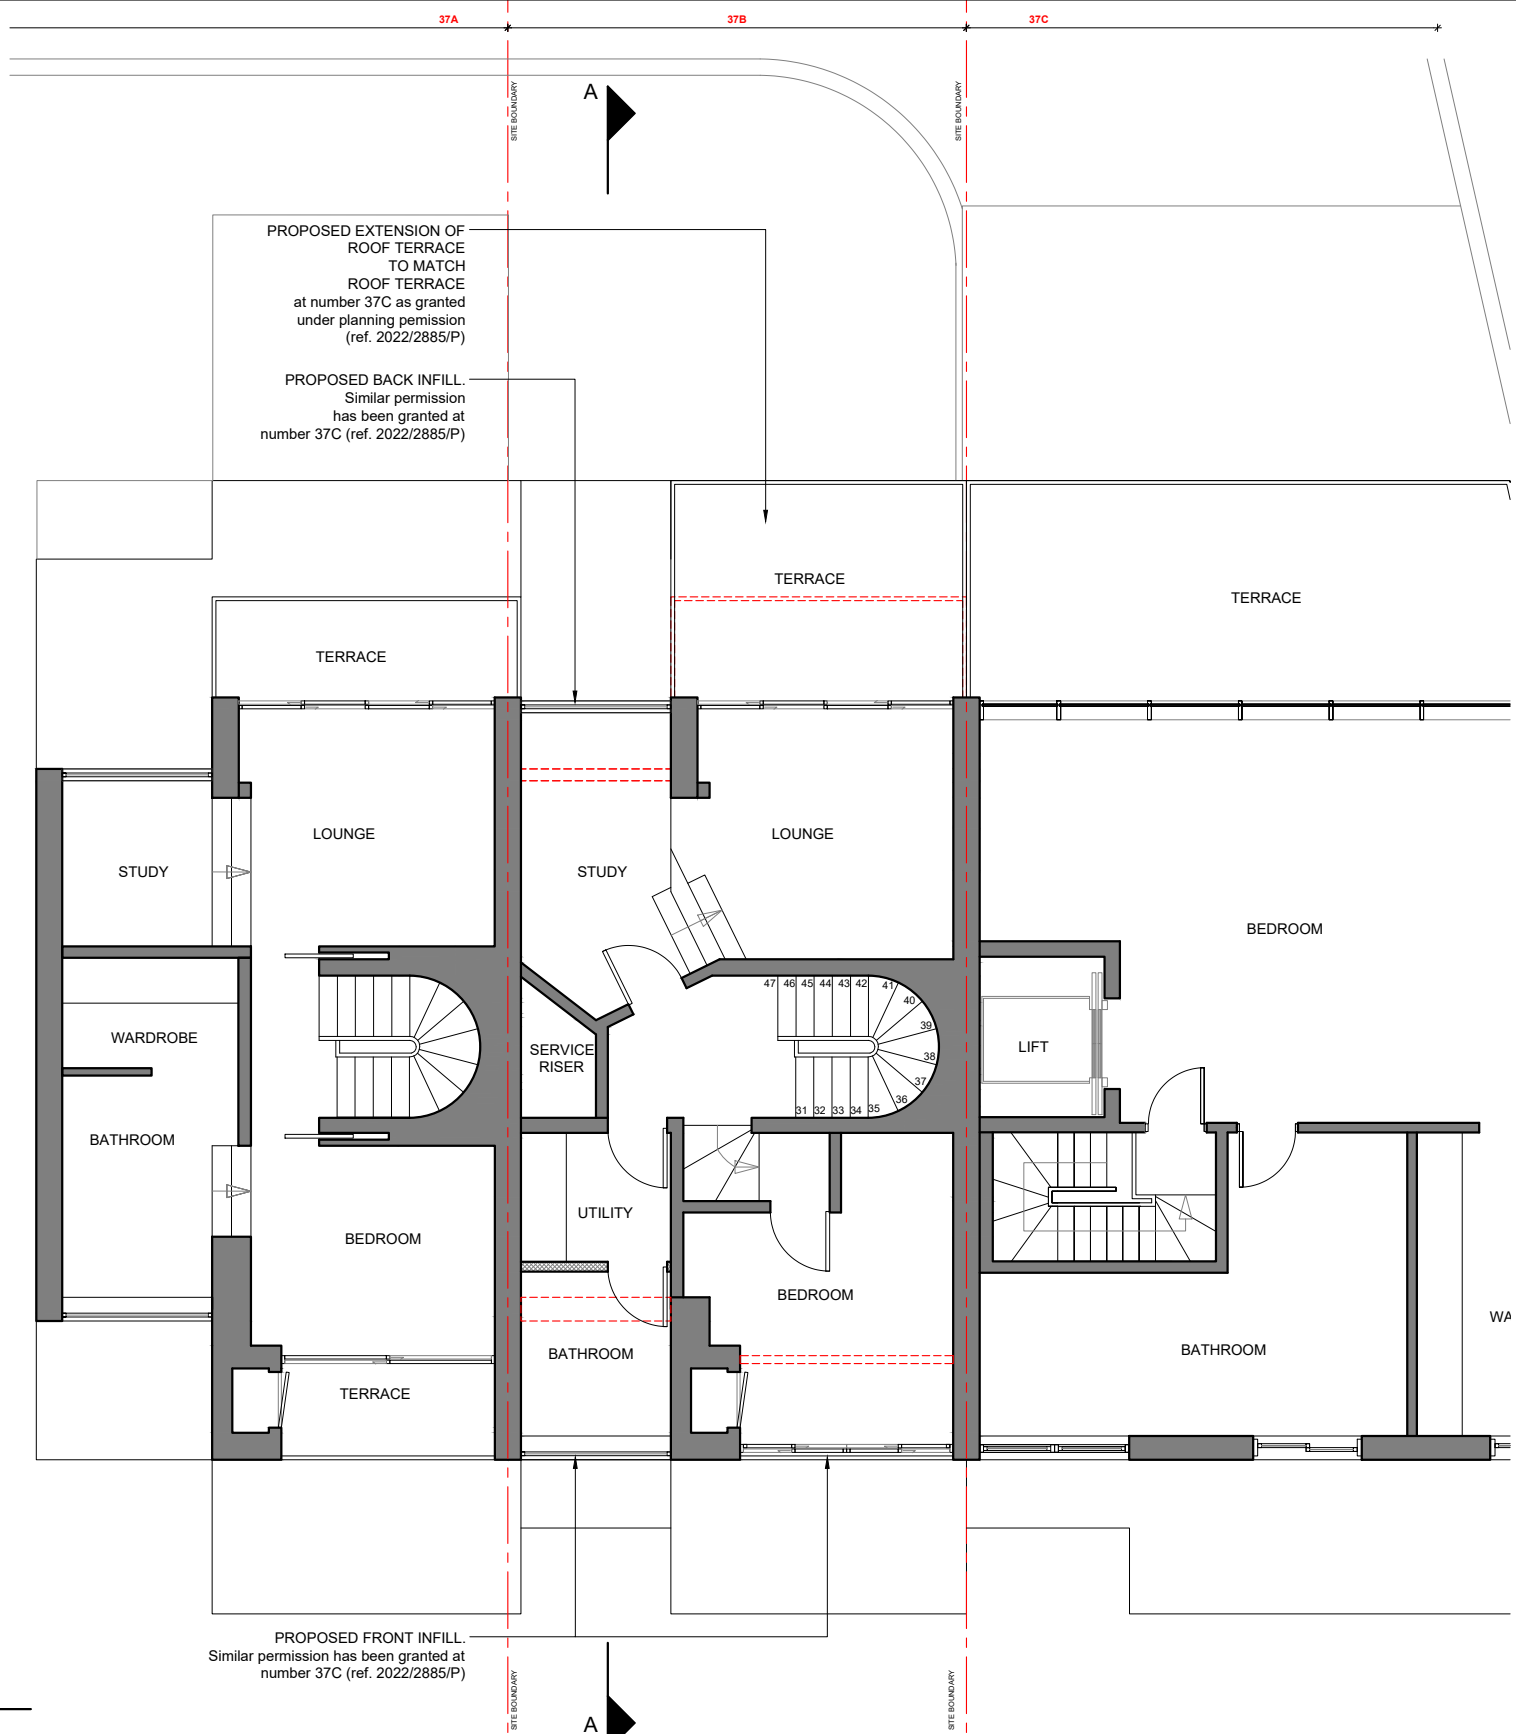 37A
37B
37C
SITE BOUNDARY
SITE BOUNDARY
A
PROPOSED EXTENSION OF
ROOF TERRACE
TO MATCH
ROOF TERRACE
at number 37C as granted
under planning pemission
(ref. 2022/2885/P)
PROPOSED BACK INFILL.
Similar permission
has been granted at
number 37C (ref. 2022/2885/P)
TERRACE
TERRACE
TERRACE
LOUNGE
LOUNGE
STUDY
STUDY
BEDROOM
47 46 45 44 43 42 41
40
39
38
37
36
31 32 33 34 35
WARDROBE
SERVICE
RISER
LIFT
BATHROOM
UTILITY
BEDROOM
BEDROOM
WA
BATHROOM
BATHROOM
TERRACE
PROPOSED FRONT INFILL.
Similar permission has been granted at
number 37C (ref. 2022/2885/P)
SITE BOUNDARY
SITE BOUNDARY
A